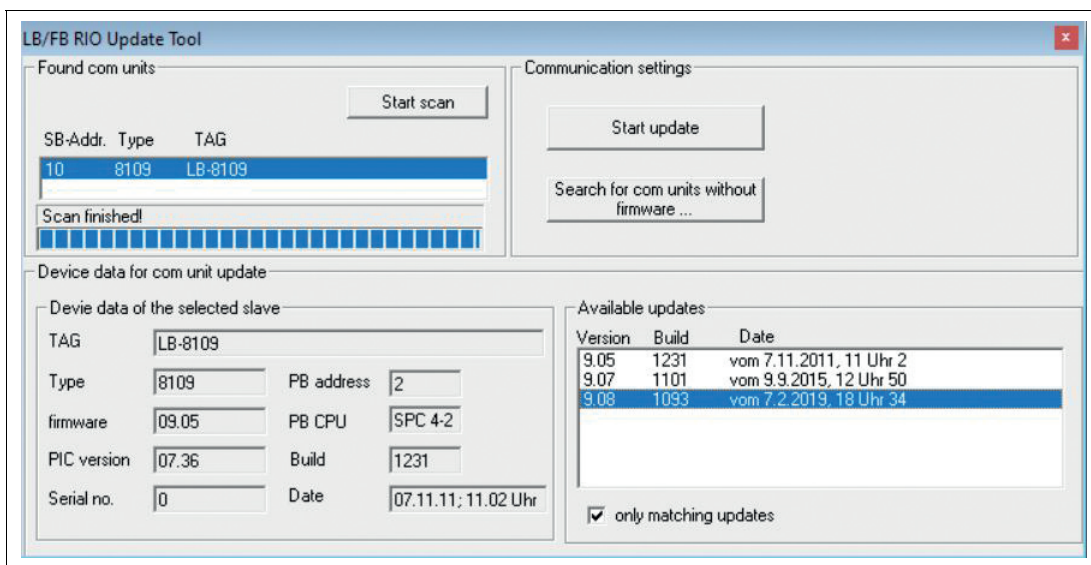 LB/FB RIO Update Tool
x
Found com units
Start scan
SB-Addr. Type TAG
10 8109 LB-8109
Scan finished!
Communication settings
Start update
Search for com units without
firmware ...
Device data for com unit update
Devie data of the selected slave
TAG LB-8109
Type 8109 PB address 2
firmware 09.05 PB CPU SPC 4-2
PIC version 07.36 Build 1231
Serial no. 0 Date 07.11.11; 11.02 Uhr
Available updates
Version Build Date
9.05 1231 vom 7.11.2011, 11 Uhr 2
9.07 1101 vom 9.9.2015, 12 Uhr 50
9.08 1093 vom 7.2.2019, 18 Uhr 34
only matching updates